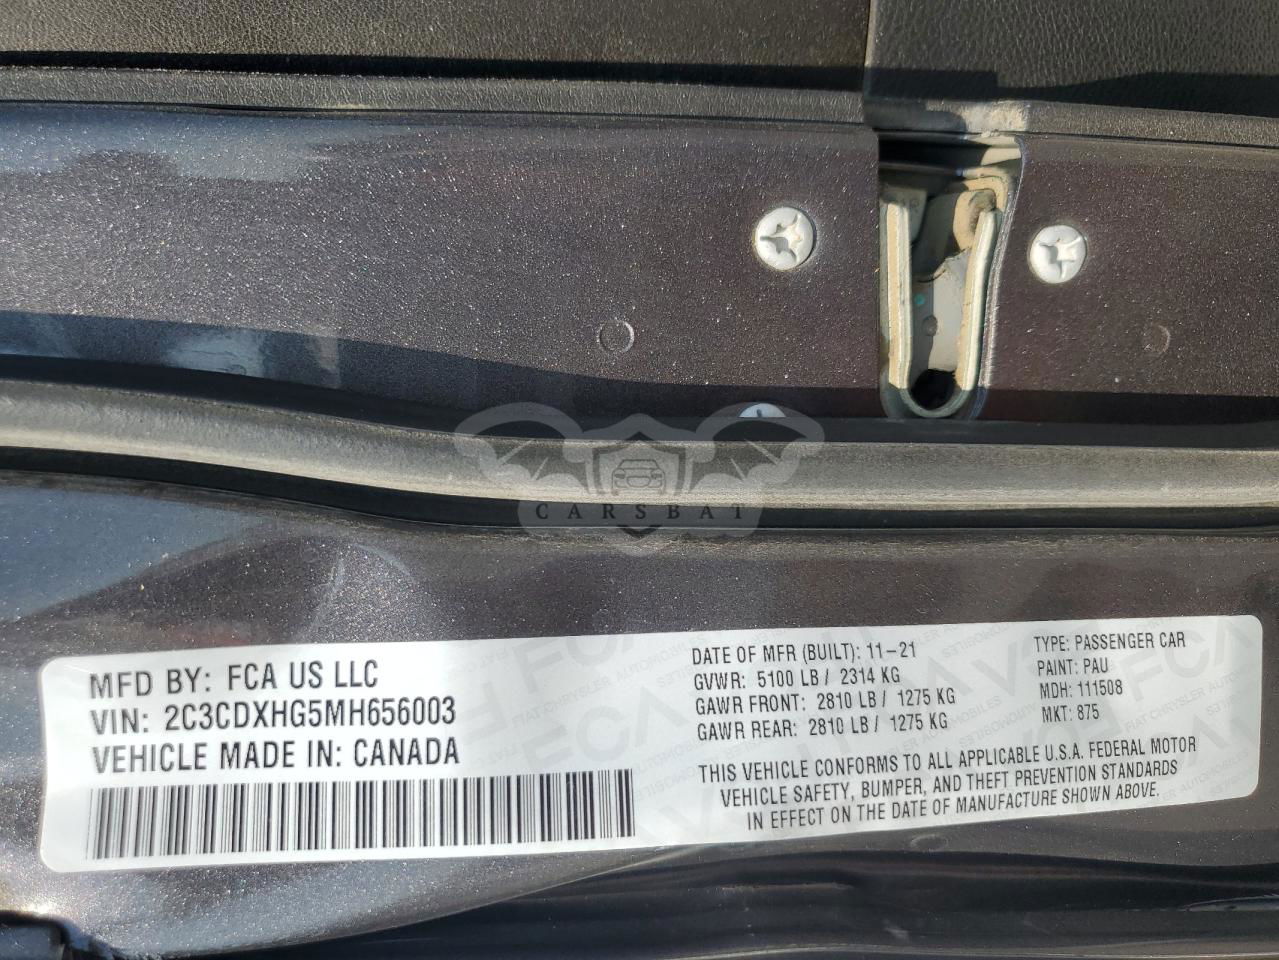 CARSBAT
MFD BY: FCA US LLC
VIN: 2C3CDXHG5MH656003
VEHICLE MADE IN: CANADA
DATE OF MFR (BUILT): 11-21
GVWR: 5100 LB / 2314 KG
GAWR FRONT: 2810 LB / 1275 KG
GAWR REAR: 2810 LB / 1275 KG
TYPE: PASSENGER CAR
PAINT: PAU
MDH: 111508
MKT: 875
THIS VEHICLE CONFORMS TO ALL APPLICABLE U.S.A. FEDERAL MOTOR
VEHICLE SAFETY, BUMPER, AND THEFT PREVENTION STANDARDS
IN EFFECT ON THE DATE OF MANUFACTURE SHOWN ABOVE.